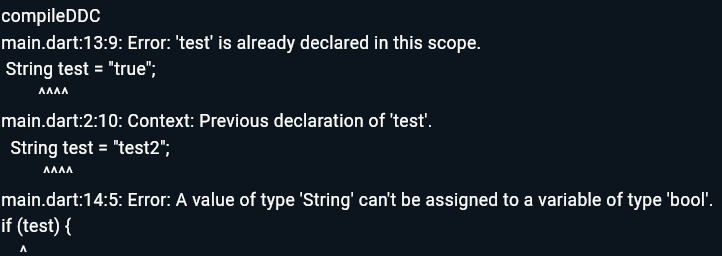 compileDDC
main.dart:13:9: Error: 'test' is already declared in this scope.
String test = "true";
^^^^
main.dart:2:10: Context: Previous declaration of 'test'.
String test = "test2";
^^^^
main.dart:14:5: Error: A value of type 'String' can't be assigned to a variable of type 'bool'.
if (test) {
^